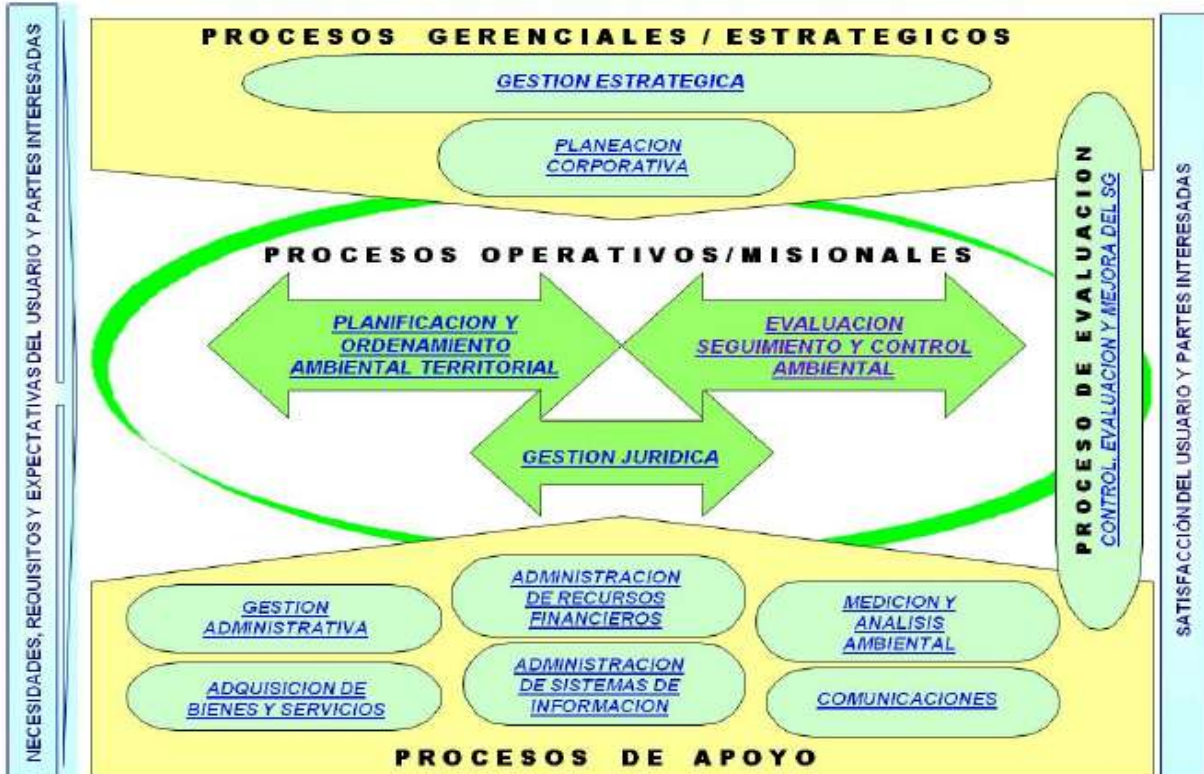 NECESIDADES, REQUISITOS Y EXPECTATIVAS DEL USUARIO Y PARTES INTERESADAS
PROCESOS GERENCIALES / ESTRATEGICOS
GESTION ESTRATEGICA
PLANEACION
CORPORATIVA
PROCESOS OPERATIVOS/MISIONALES
PLANIFICACION Y
ORDENAMIENTO
AMBIENTAL TERRITORIAL
EVALUACION
SEGUIMIENTO Y CONTROL
AMBIENTAL
GESTION JURIDICA
PROCESO DE EVALUACION
CONTROL, EVALUACION Y MEJORA DEL SG
GESTION
ADMINISTRATIVA
ADMINISTRACION
DE RECURSOS
FINANCIEROS
MEDICION Y
ANALISIS
AMBIENTAL
ADQUISICION DE
BIENES Y SERVICIOS
ADMINISTRACION
DE SISTEMAS DE
INFORMACION
COMUNICACIONES
PROCESOS DE APOYO
SATISFACCIÓN DEL USUARIO Y PARTES INTERESADAS